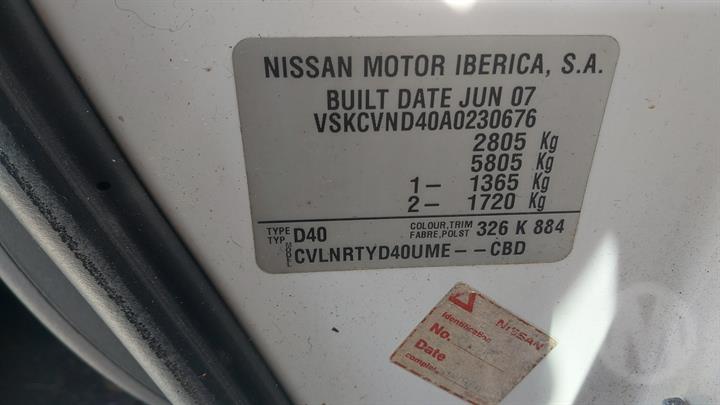 NISSAN MOTOR IBERICA, S.A.
BUILT DATE JUN 07
VSKCVND40A0230676
2805 Kg
5805 Kg
1- 1365 Kg
2- 1720 Kg
TYPE TYP D40 COLOUR,TRIM FABRE,POLST 326 K 884
MODEL CVLNRTYD40UME--CBD
NISSAN
Identification
No.
Date